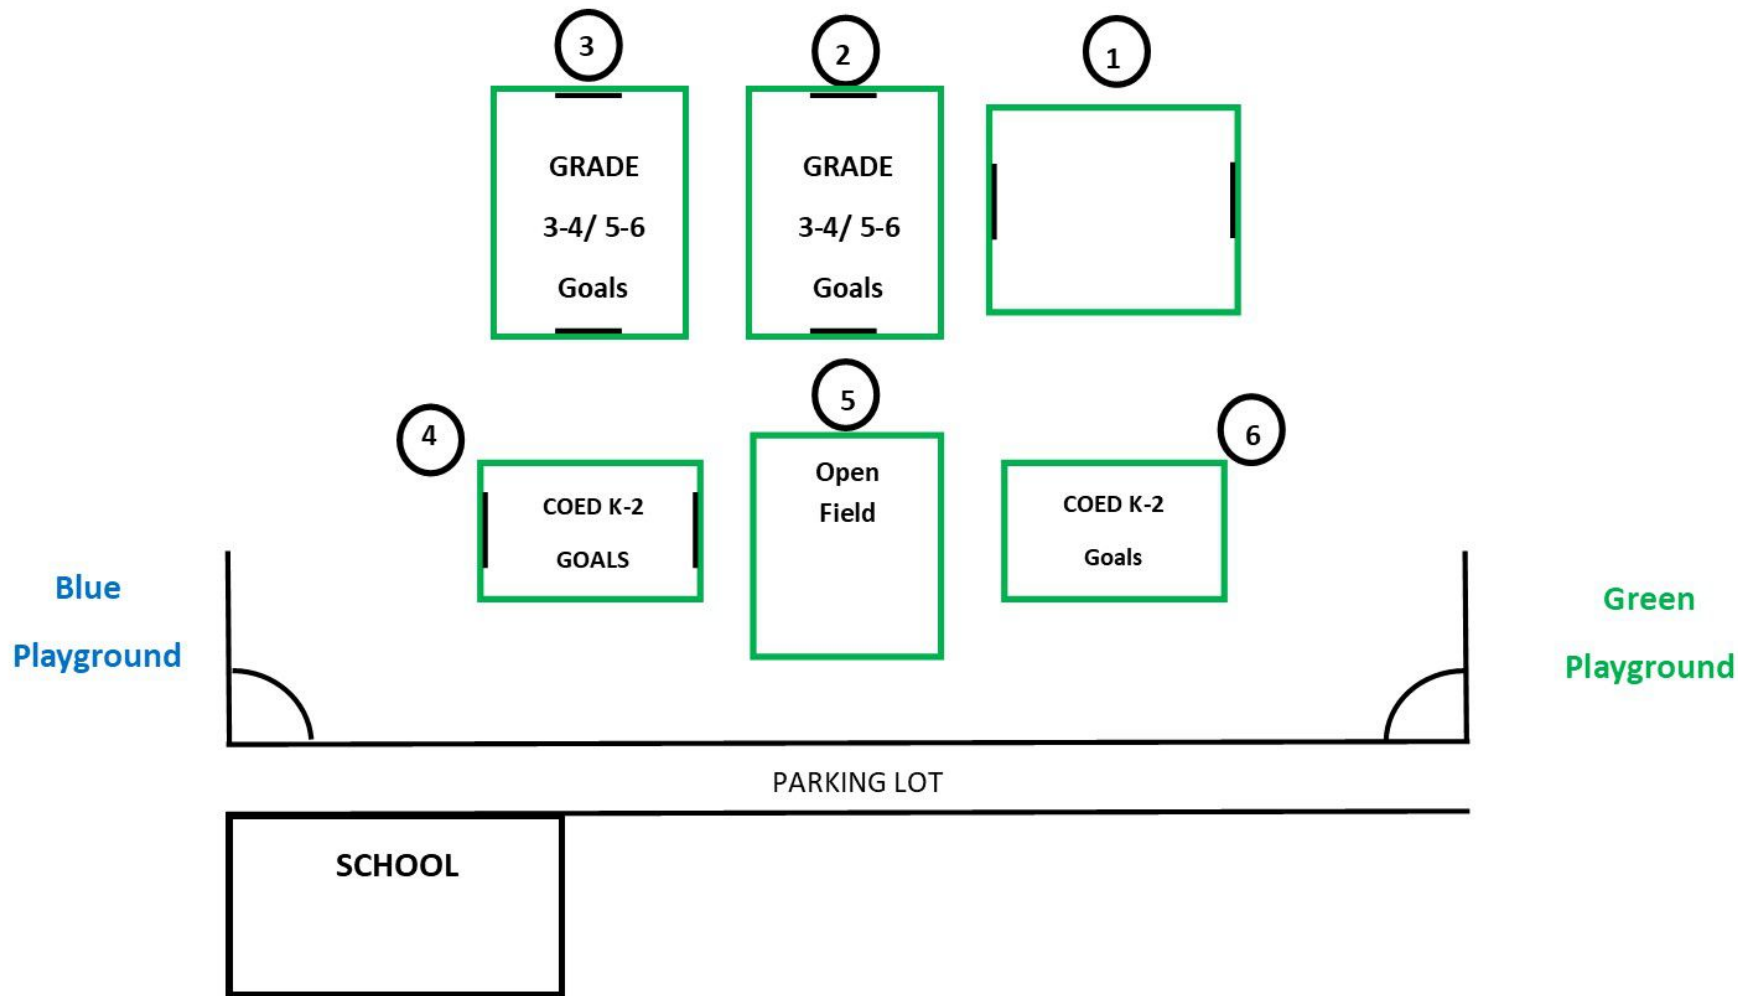 3
2
1
GRADE
3-4/ 5-6
Goals
GRADE
3-4/ 5-6
Goals
4
5
6
COED K-2
GOALS
Open
Field
COED K-2
Goals
Blue
Playground
Green
Playground
PARKING LOT
SCHOOL